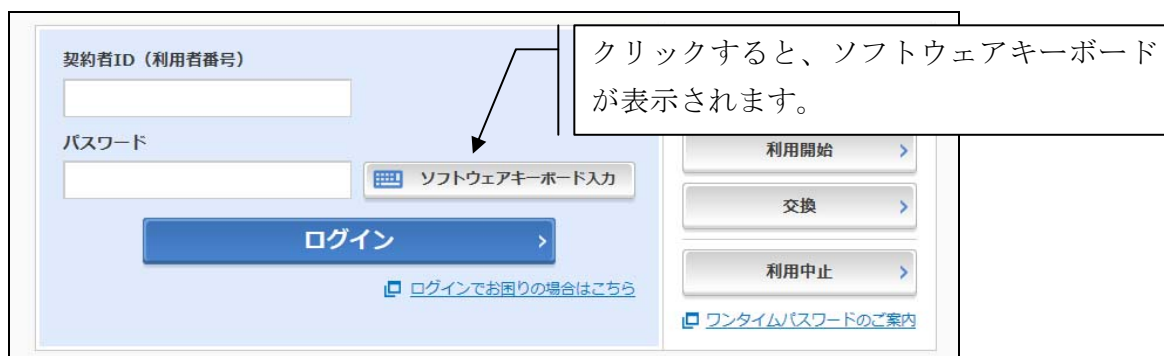 契約者ID（利用者番号）
クリックすると、ソフトウェアキーボード
が表示されます。
パスワード
ソフトウェアキーボード入力
ログイン
ログインでお困りの場合はこちら
利用開始
交換
利用中止
ワンタイムパスワードのご案内